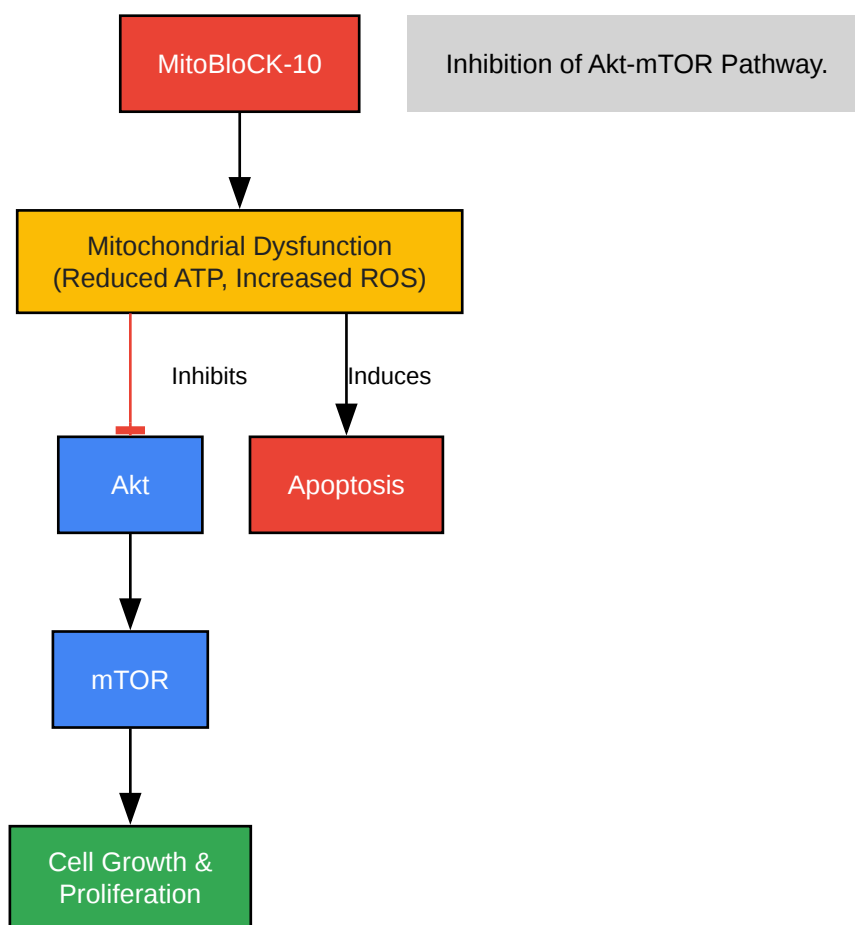 MitoBloCK-10
Inhibition of Akt-mTOR Pathway.
Mitochondrial Dysfunction
(Reduced ATP, Increased ROS)
Inhibits
Induces
Akt
Apoptosis
mTOR
Cell Growth &
Proliferation